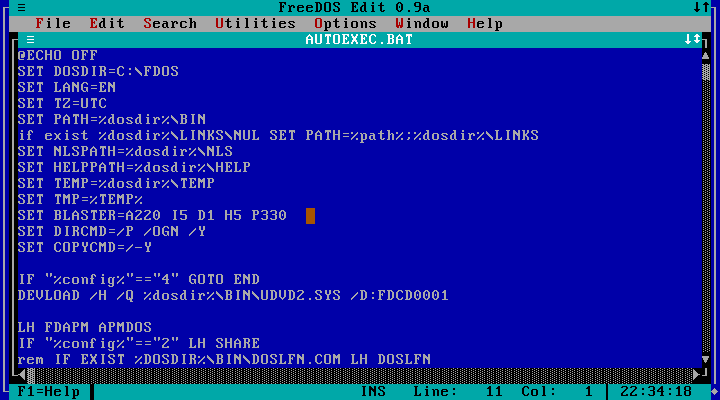 FreeDOS Edit 0.9a
File Edit Search Utilities Options Window Help
AUTOEXEC.BAT
@ECHO OFF
SET DOSDIR=C:\FDOS
SET LANG=EN
SET TZ=UTC
SET PATH=%dosdir%\BIN
if exist %dosdir%\LINKS\NUL SET PATH=%path%;%dosdir%\LINKS
SET NLSPATH=%dosdir%\NLS
SET HELPPATH=%dosdir%\HELP
SET TEMP=%dosdir%\TEMP
SET TMP=%TEMP%
SET BLASTER=A220 I5 D1 H5 P330
SET DIRCMD=/P /OGN /Y
SET COPYCMD=/-Y
IF "%config%"=="4" GOTO END
DEVLOAD /H /Q %dosdir%\BIN\UDVD2.SYS /D:FDCD0001
LH FDAPM APMDOS
IF "%config%"=="2" LH SHARE
rem IF EXIST %DOSDIR%\BIN\DOSLFN.COM LH DOSLFN
F1=Help INS Line: 11 Col: 1 22:34:18